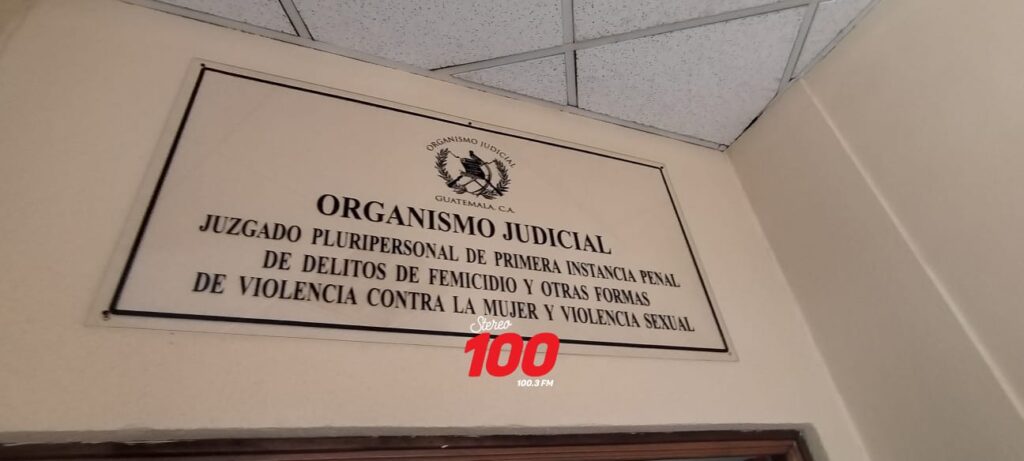 ORGANISMO JUDICIAL
GUATEMALA. C.A.
ORGANISMO JUDICIAL
JUZGADO PLURIPERSONAL DE PRIMERA INSTANCIA PENAL
DE DELITOS DE FEMICIDIO Y OTRAS FORMAS
DE VIOLENCIA CONTRA LA MUJER Y VIOLENCIA SEXUAL
Stereo
100
100.3 FM